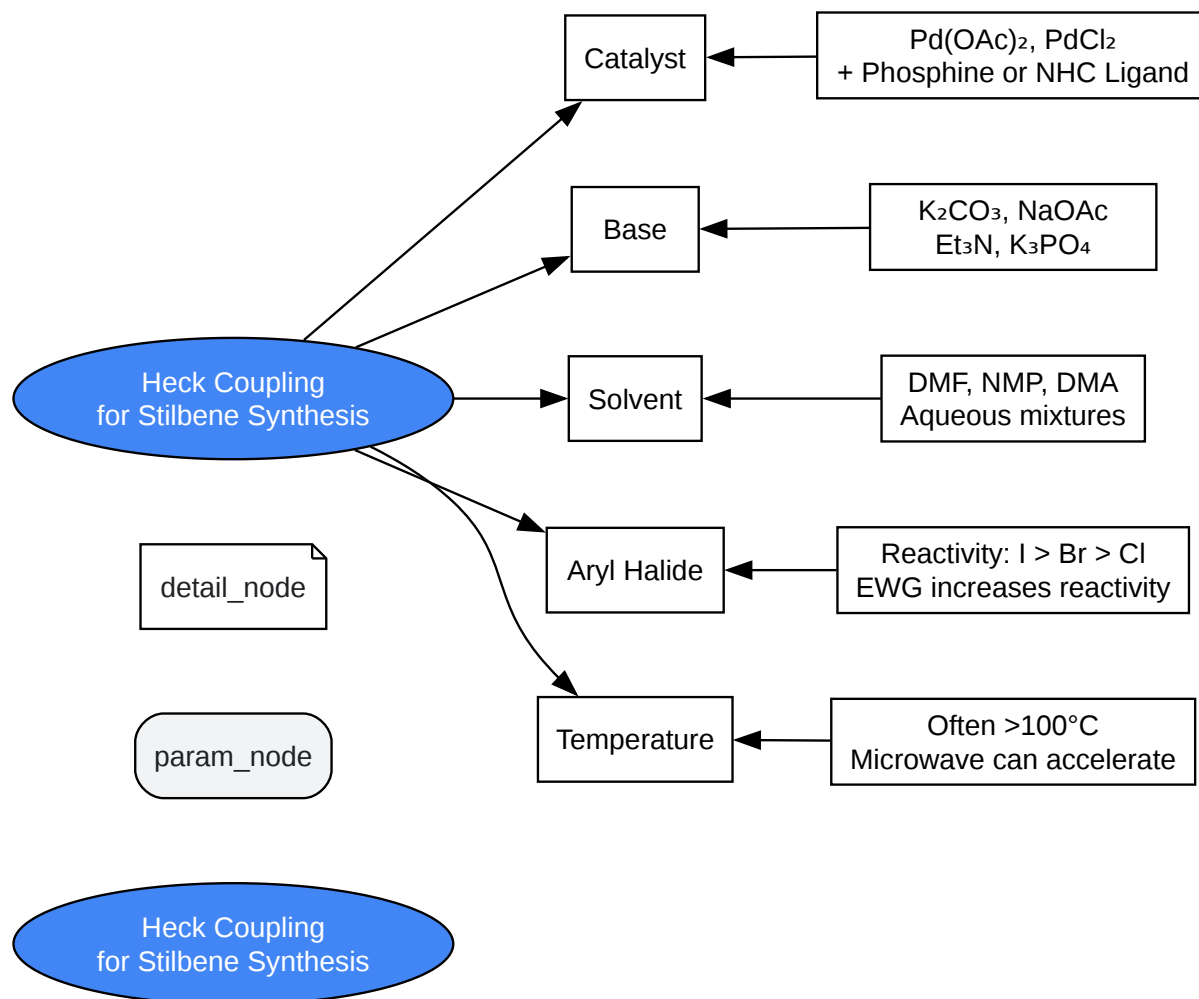 Catalyst
Pd(OAc)₂, PdCl₂
+ Phosphine or NHC Ligand
Base
K₂CO₃, NaOAc
Et₃N, K₃PO₄
Heck Coupling
for Stilbene Synthesis
Solvent
DMF, NMP, DMA
Aqueous mixtures
detail_node
Aryl Halide
Reactivity: I > Br > Cl
EWG increases reactivity
param_node
Temperature
Often >100°C
Microwave can accelerate
Heck Coupling
for Stilbene Synthesis